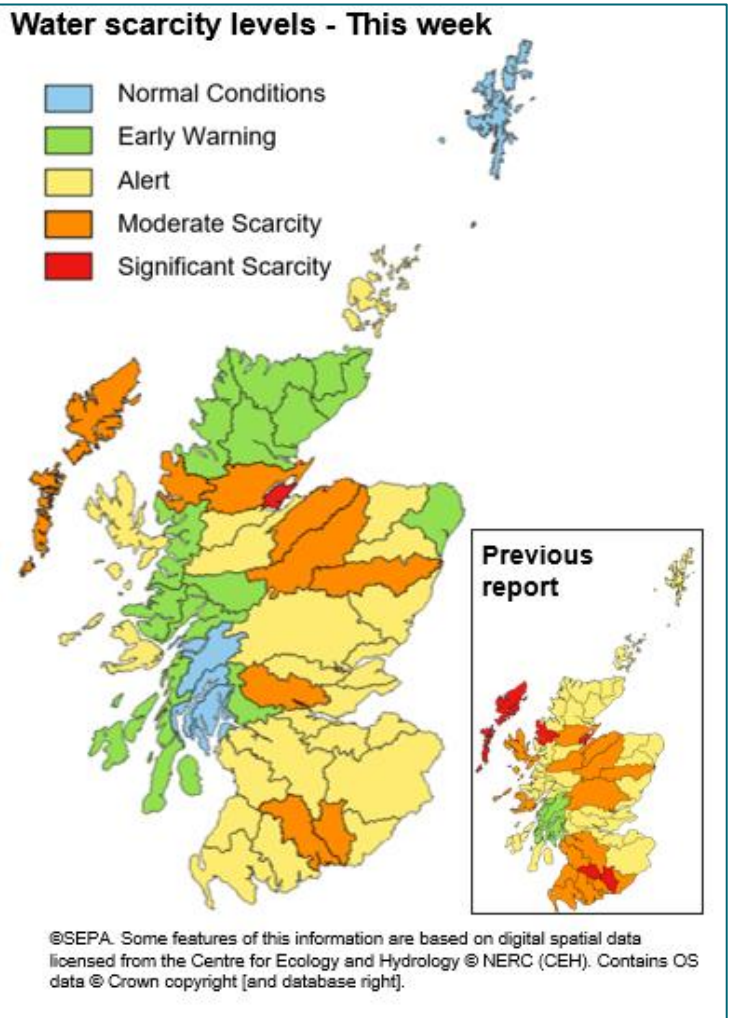 Water scarcity levels - This week
Normal Conditions
Early Warning
Alert
Moderate Scarcity
Significant Scarcity
Previous
report
©SEPA. Some features of this information are based on digital spatial data
licensed from the Centre for Ecology and Hydrology © NERC (CEH). Contains OS
data © Crown copyright [and database right].